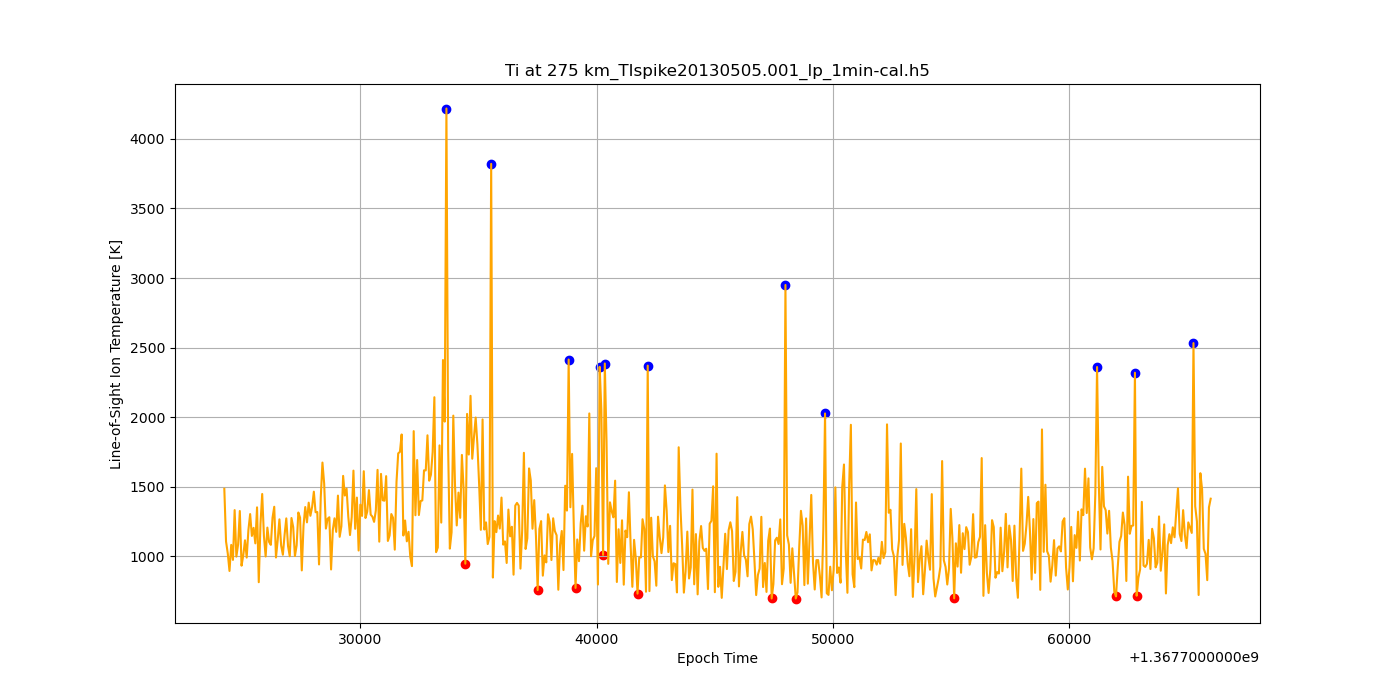 Ti at 275 km_TIspike20130505.001_lp_1min-cal.h5
Line-of-Sight Ion Temperature [K]
4000
3500
3000
2500
2000
1500
1000
30000 40000 50000 60000
Epoch Time
+1.3677000000e9